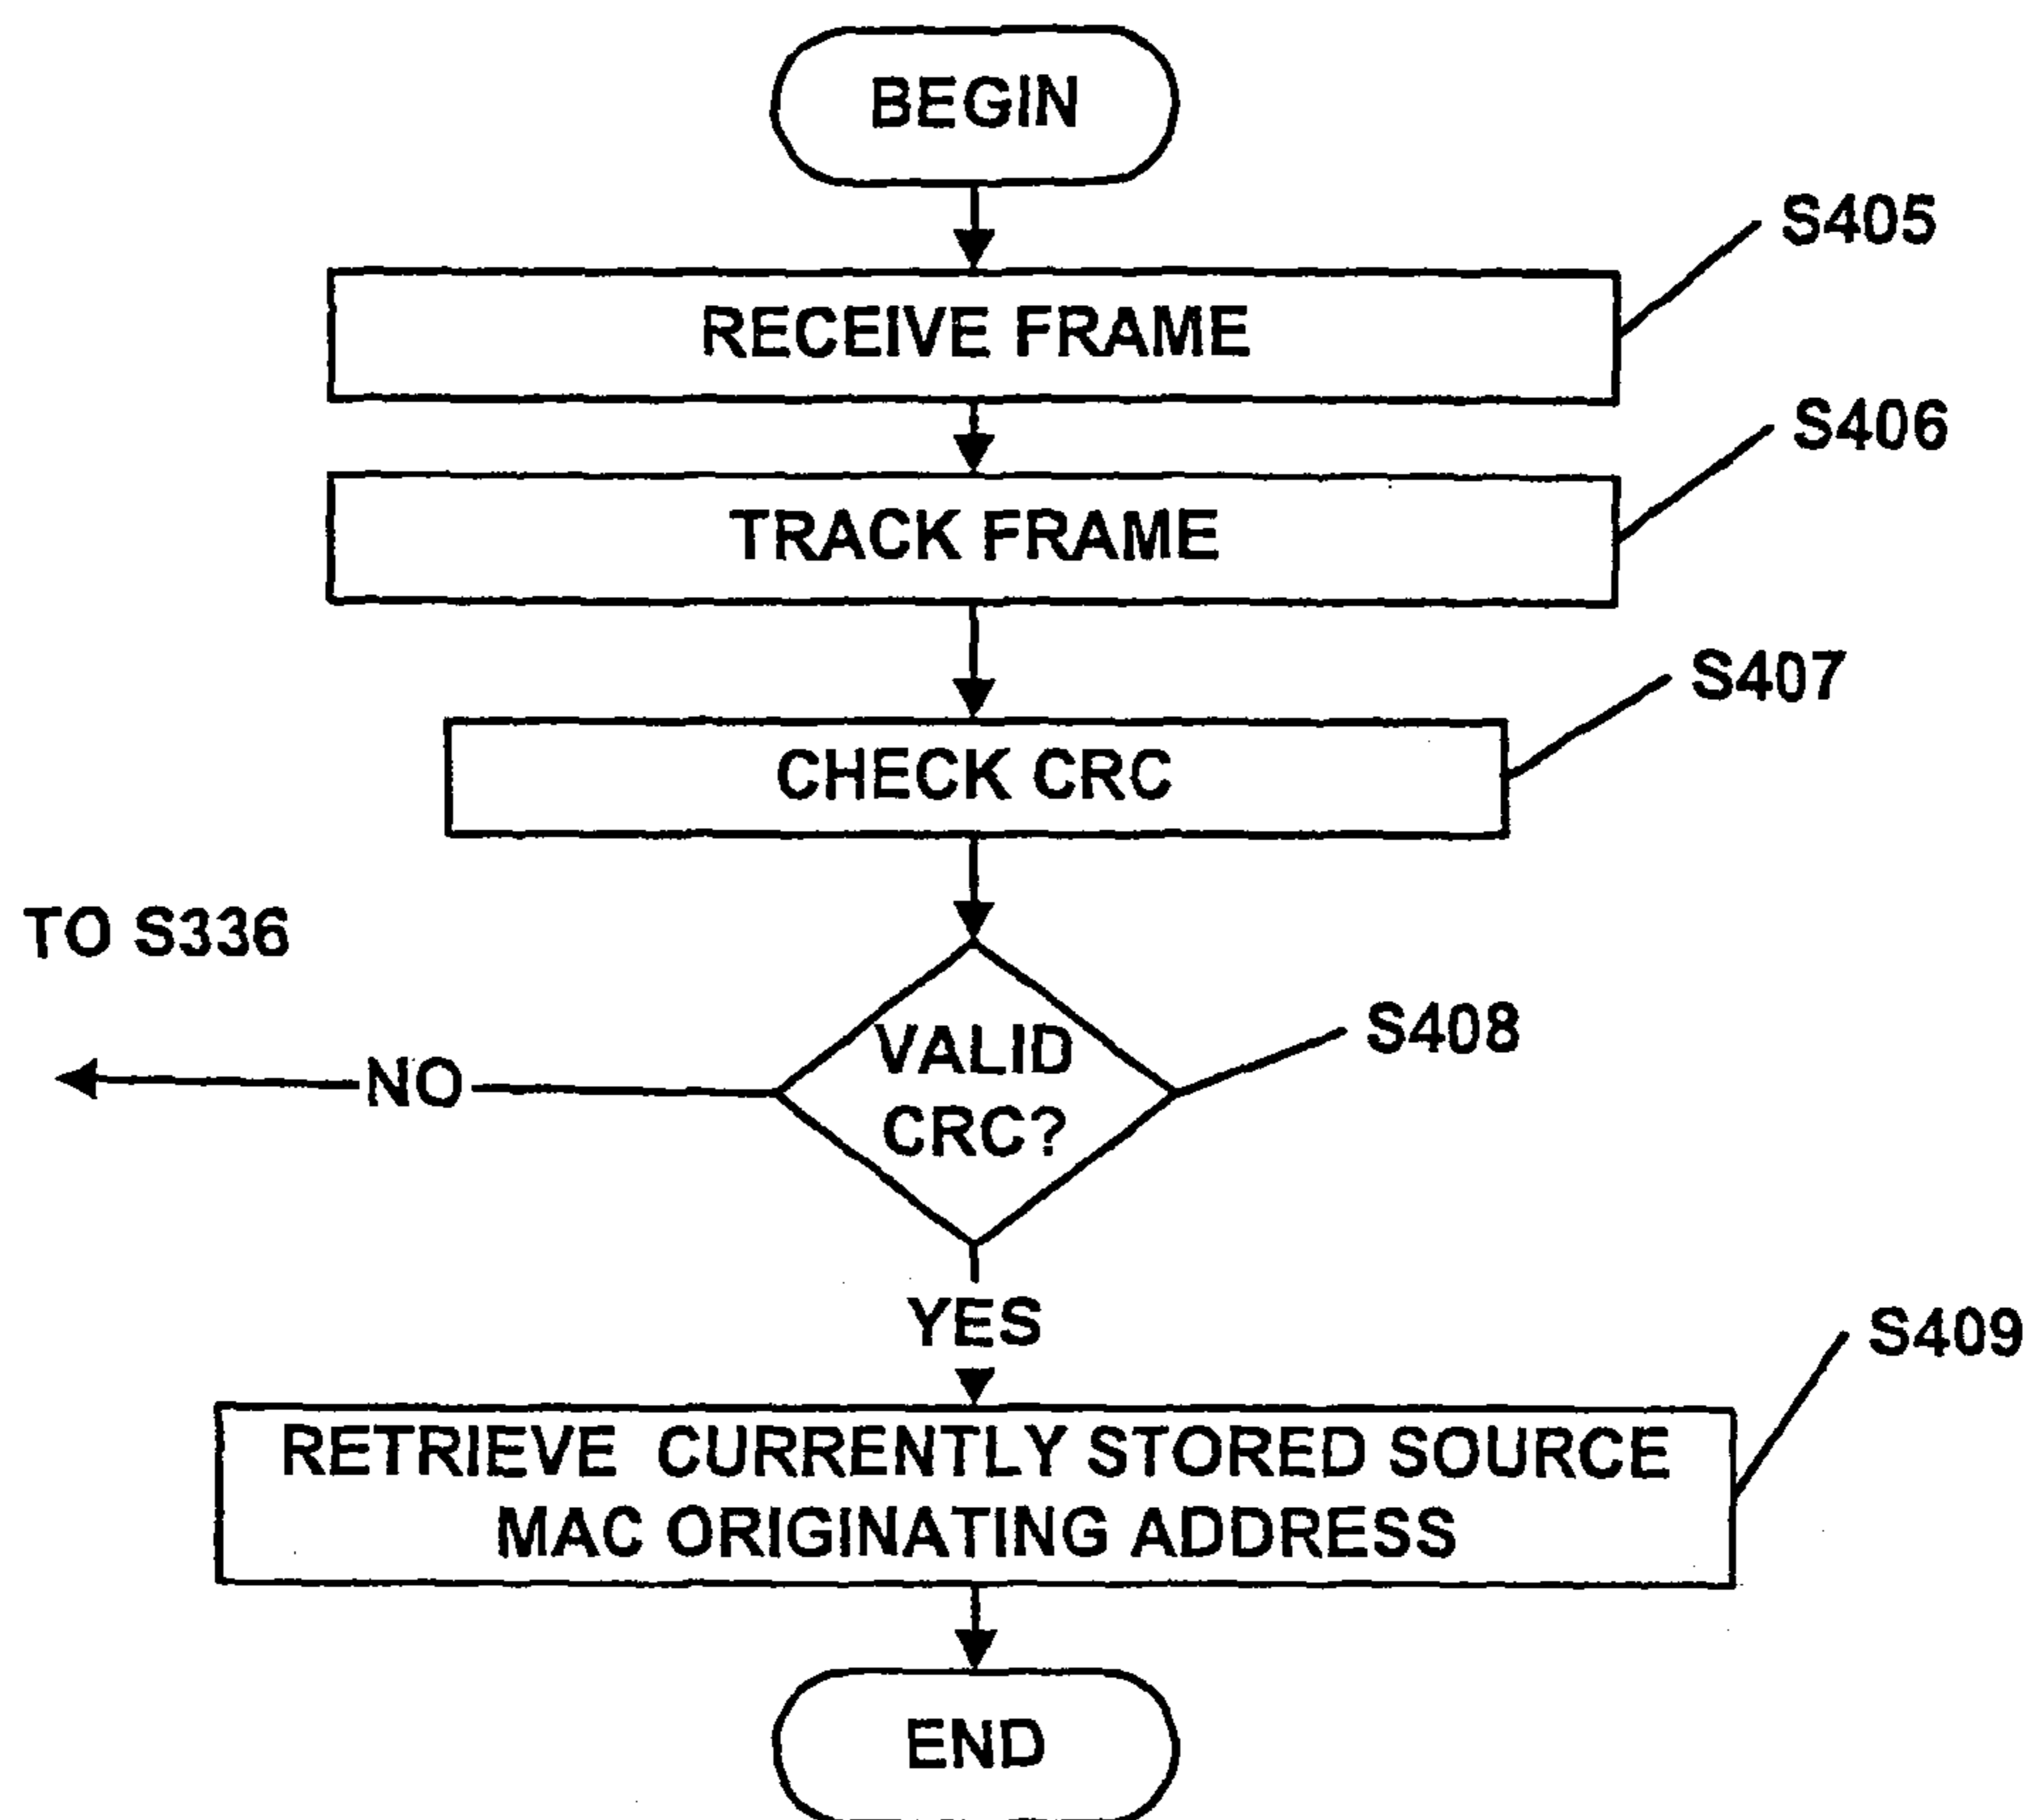 BEGIN
S405
RECEIVE FRAME
S406
TRACK FRAME
S407
CHECK CRC
TO S336
S408
VALID
CRC?
NO
YES
S409
RETRIEVE CURRENTLY STORED SOURCE
MAC ORIGINATING ADDRESS
END